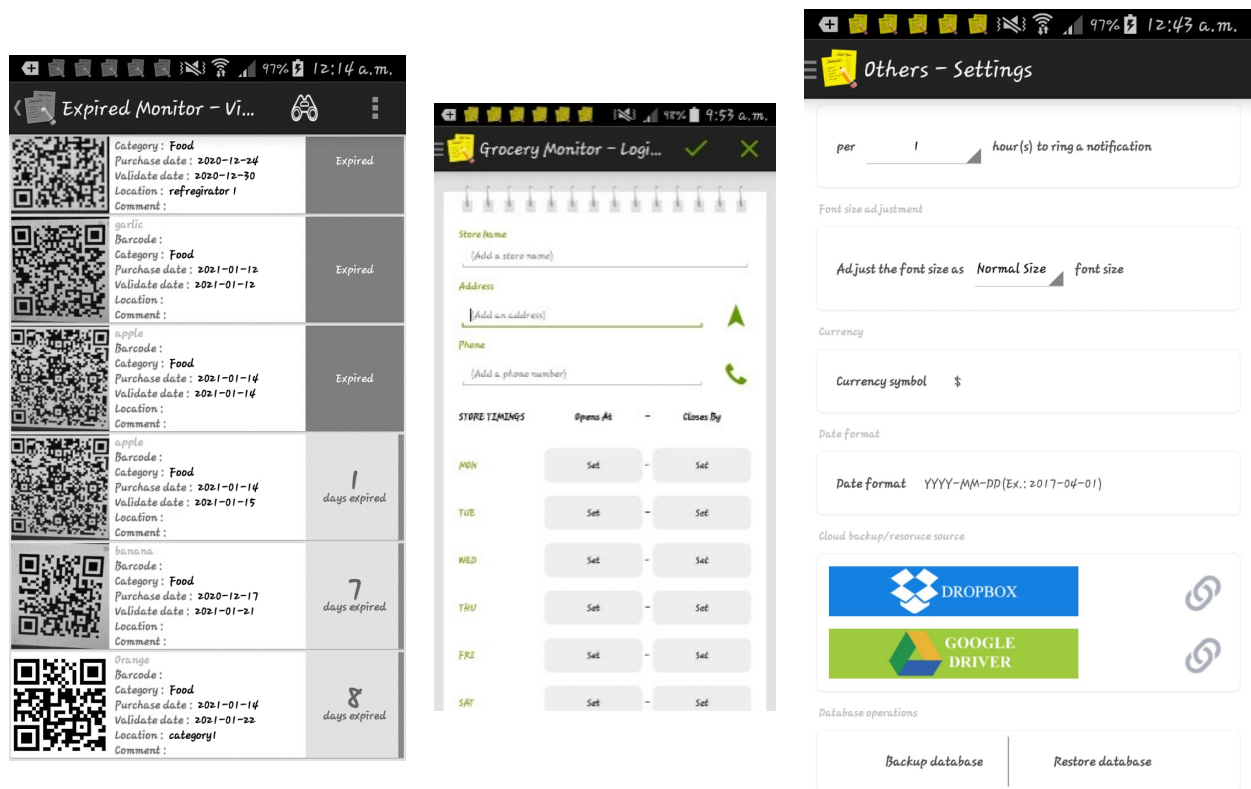 97% 12:14 a.m.
Expired Monitor - Vi...
Category : Food
Purchase date : 2020-12-24
Validate date : 2020-12-30
Location : refregirator 1
Comment :
Expired
garlic
Barcode :
Category : Food
Purchase date : 2021-01-12
Validate date : 2021-01-12
Location :
Comment :
Expired
apple
Barcode :
Category : Food
Purchase date : 2021-01-14
Validate date : 2021-01-14
Location :
Comment :
Expired
apple
Barcode :
Category : Food
Purchase date : 2021-01-14
Validate date : 2021-01-15
Location :
Comment :
1
days expired
banana
Barcode :
Category : Food
Purchase date : 2020-12-17
Validate date : 2021-01-21
Location :
Comment :
7
days expired
Orange
Barcode :
Category : Food
Purchase date : 2021-01-14
Validate date : 2021-01-22
Location : category1
Comment :
8
days expired
98% 9:53 a.m.
Grocery Monitor - Logi...
Store Name
(Add a store name)
Address
(Add an address)
Phone
(Add a phone number)
STORE TIMINGS Opens At - Closes By
MON Set - Set
TUE Set - Set
WED Set - Set
THU Set - Set
FRI Set - Set
SAT Set - Set
97% 12:43 a.m.
Others - Settings
per 1 hour(s) to ring a notification
Font size adjustment
Adjust the font size as Normal Size font size
Currency
Currency symbol $
Date format
Date format YYYY-MM-DD(Ex.: 2017-04-01)
Cloud backup/resoruce source
DROPBOX
GOOGLE
DRIVER
Database operations
Backup database Restore database